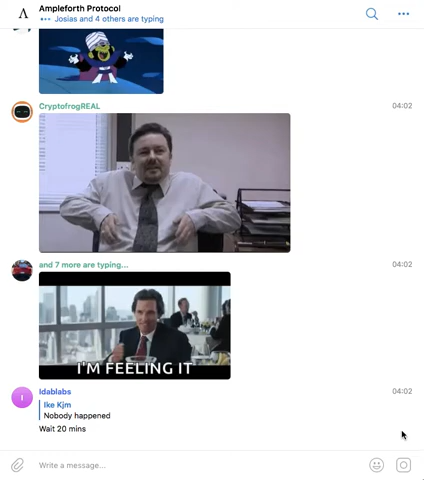 Ampleforth Protocol
Josias and 4 others are typing
CryptofrogREAL 04:02
and 7 more are typing... 04:02
I'M FEELING IT
Idablabs 04:02
Ike Kjm
Nobody happened
Wait 20 mins
Write a message...